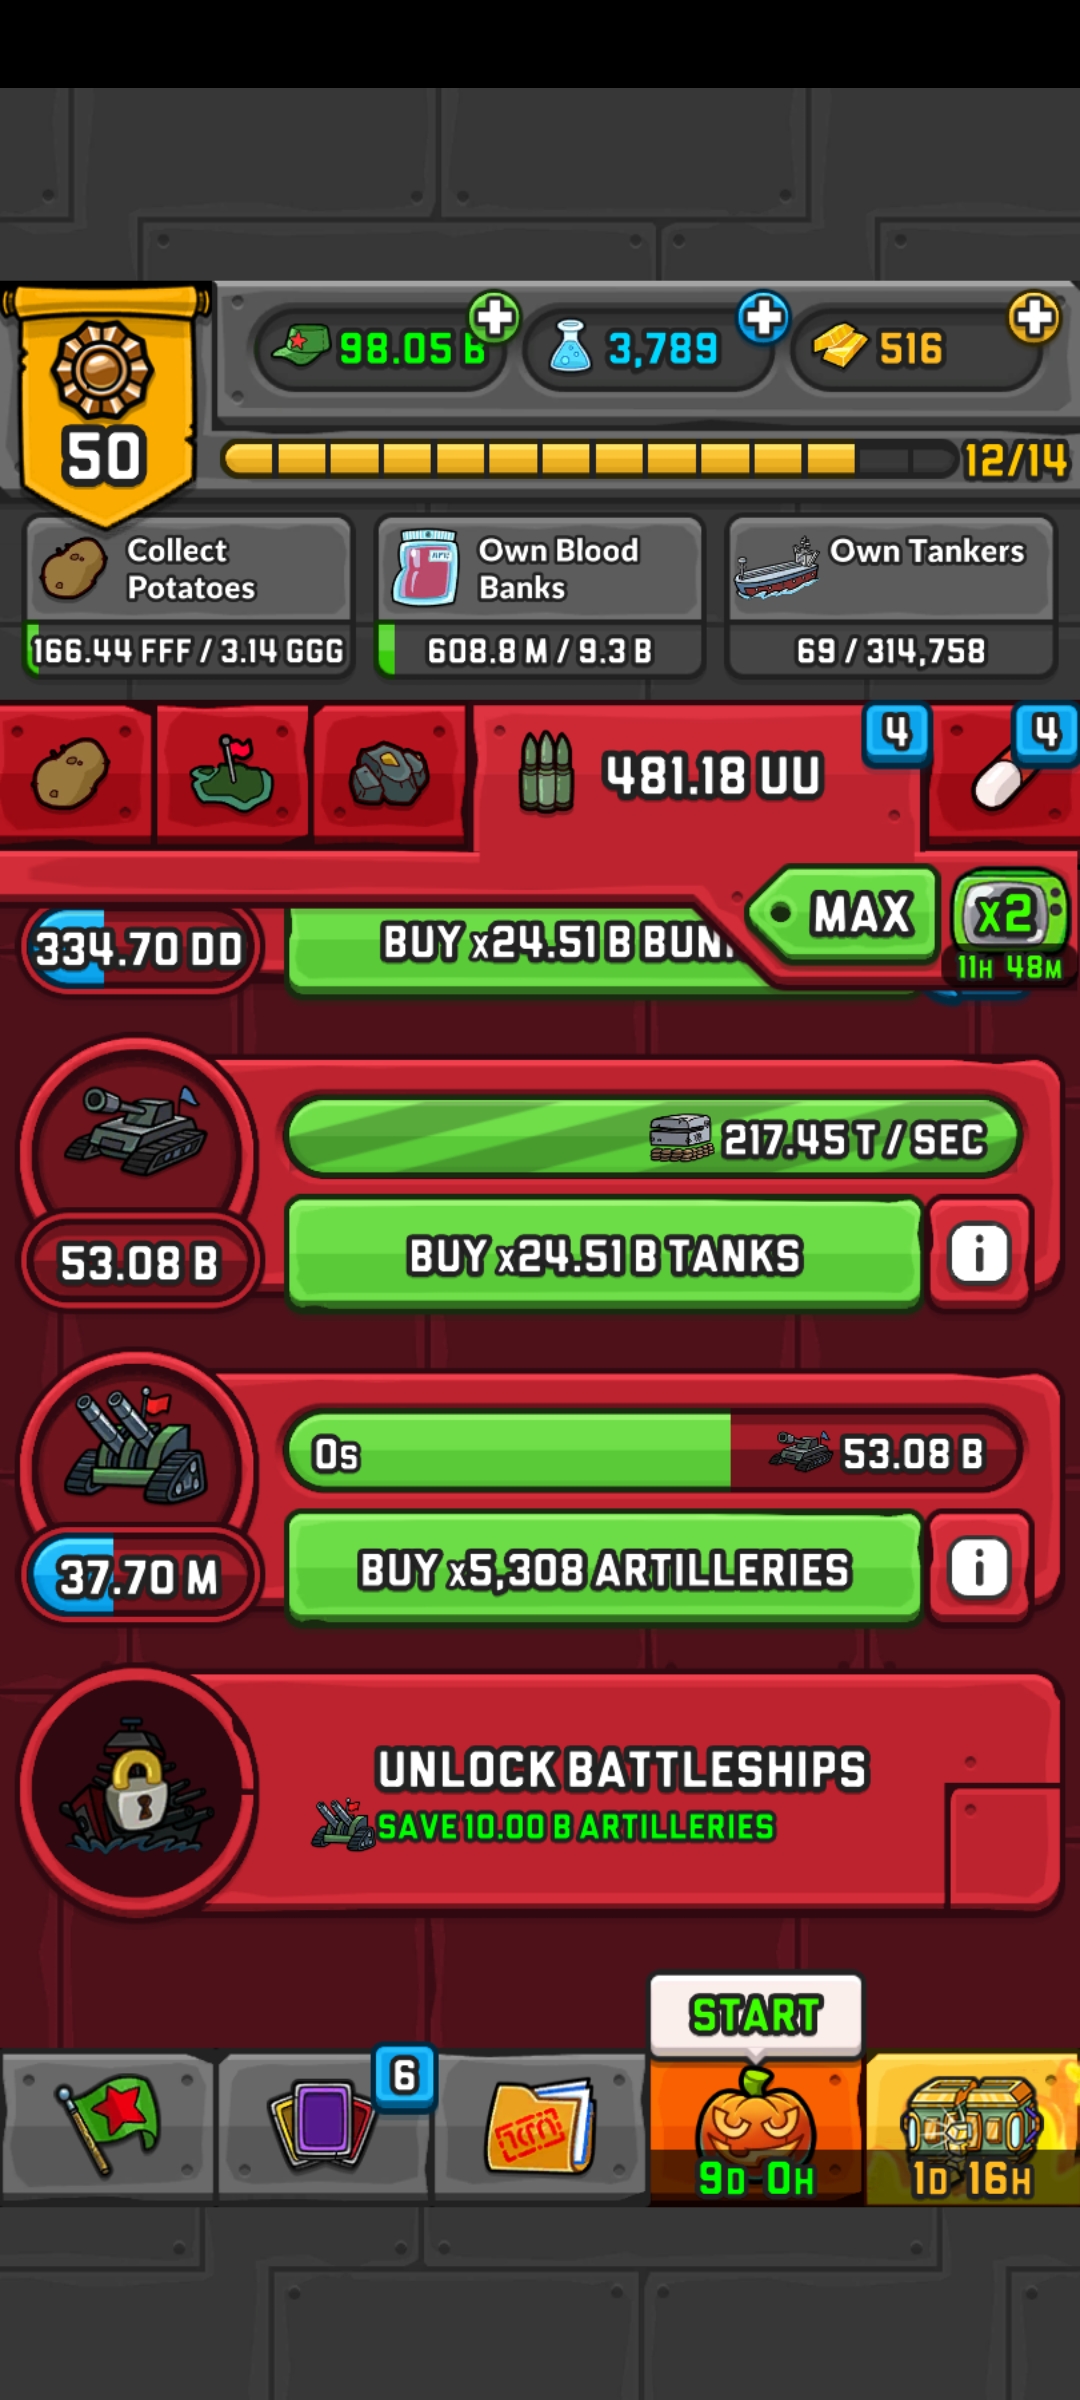 98.05 B
3,789
516
50
12/14
Collect
Potatoes
166.44 FFF / 3.14 GGG
Own Blood
Banks
608.8 M / 9.3 B
Own Tankers
69 / 314,758
481.18 UU
4
4
MAX
x2
11H 48M
334.70 DD
BUY x24.51 B
217.45 T / SEC
53.08 B
BUY x24.51 B TANKS
i
0s
53.08 B
37.70 M
BUY x5,308 ARTILLERIES
i
UNLOCK BATTLESHIPS
SAVE 10.00 B ARTILLERIES
START
6
9D 0H
1D 16H